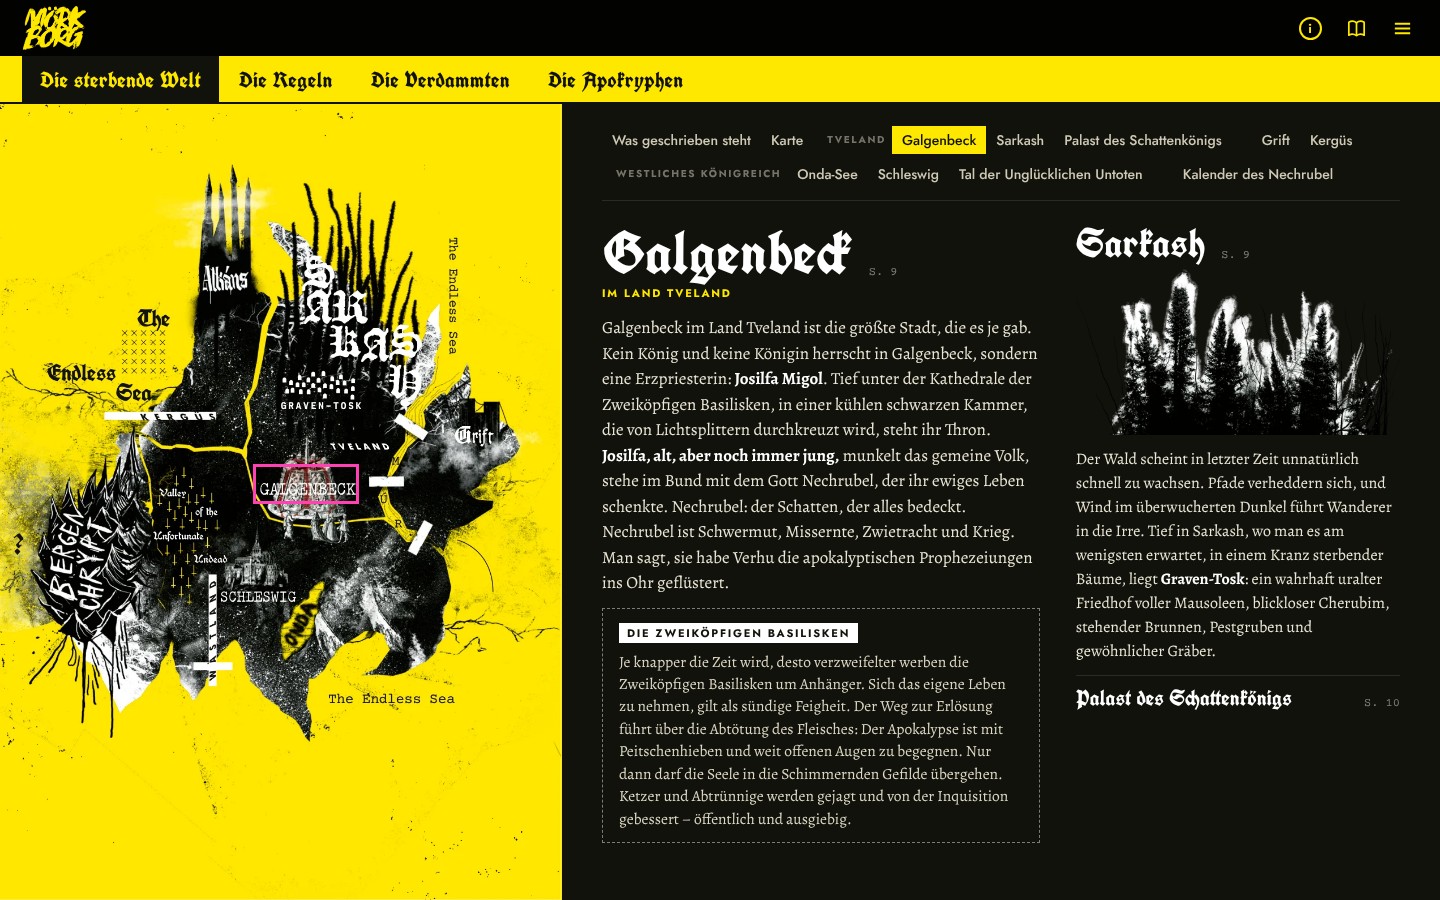 MÖRK
BORG
Die sterbende Welt
Die Regeln
Die Verdammten
Die Apokryphen
Alliáns
The
Endless
Sea
KERGUS
The Endless Sea
SARKASH
GRAVEN-TOSK
TVELAND
Grift
GALGENBECK
Valley
of the
Unfortunate
Undead
BERGEN
CHRYPT
?
SCHLESWIG
WASTLAND
ONDA
The Endless Sea
Was geschrieben steht
Karte
TVELAND
Galgenbeck
Sarkash
Palast des Schattenkönigs
Grift
Kergüs
WESTLICHES KÖNIGREICH
Onda-See
Schleswig
Tal der Unglücklichen Untoten
Kalender des Nechrubel
Galgenbeck S. 9
IM LAND TVELAND
Galgenbeck im Land Tveland ist die größte Stadt, die es je gab.
Kein König und keine Königin herrscht in Galgenbeck, sondern
eine Erzpriesterin: Josilfa Migol. Tief unter der Kathedrale der
Zweiköpfigen Basilisken, in einer kühlen schwarzen Kammer,
die von Lichtsplittern durchkreuzt wird, steht ihr Thron.
Josilfa, alt, aber noch immer jung, munkelt das gemeine Volk,
stehe im Bund mit dem Gott Nechrubel, der ihr ewiges Leben
schenkte. Nechrubel: der Schatten, der alles bedeckt.
Nechrubel ist Schwermut, Missernte, Zwietracht und Krieg.
Man sagt, sie habe Verhu die apokalyptischen Prophezeiungen
ins Ohr geflüstert.
DIE ZWEIKÖPFIGEN BASILISKEN
Je knapper die Zeit wird, desto verzweifelter werben die
Zweiköpfigen Basilisken um Anhänger. Sich das eigene Leben
zu nehmen, gilt als sündige Feigheit. Der Weg zur Erlösung
führt über die Abtötung des Fleisches: Der Apokalypse ist mit
Peitschenhieben und weit offenen Augen zu begegnen. Nur
dann darf die Seele in die Schimmernden Gefilde übergehen.
Ketzer und Abtrünnige werden gejagt und von der Inquisition
gebessert – öffentlich und ausgiebig.
Sarkash S. 9
Der Wald scheint in letzter Zeit unnatürlich
schnell zu wachsen. Pfade verheddern sich, und
Wind im überwucherten Dunkel führt Wanderer
in die Irre. Tief in Sarkash, wo man es am
wenigsten erwartet, in einem Kranz sterbender
Bäume, liegt Graven-Tosk: ein wahrhaft uralter
Friedhof voller Mausoleen, blickloser Cherubim,
stehender Brunnen, Pestgruben und
gewöhnlicher Gräber.
Palast des Schattenkönigs S. 10